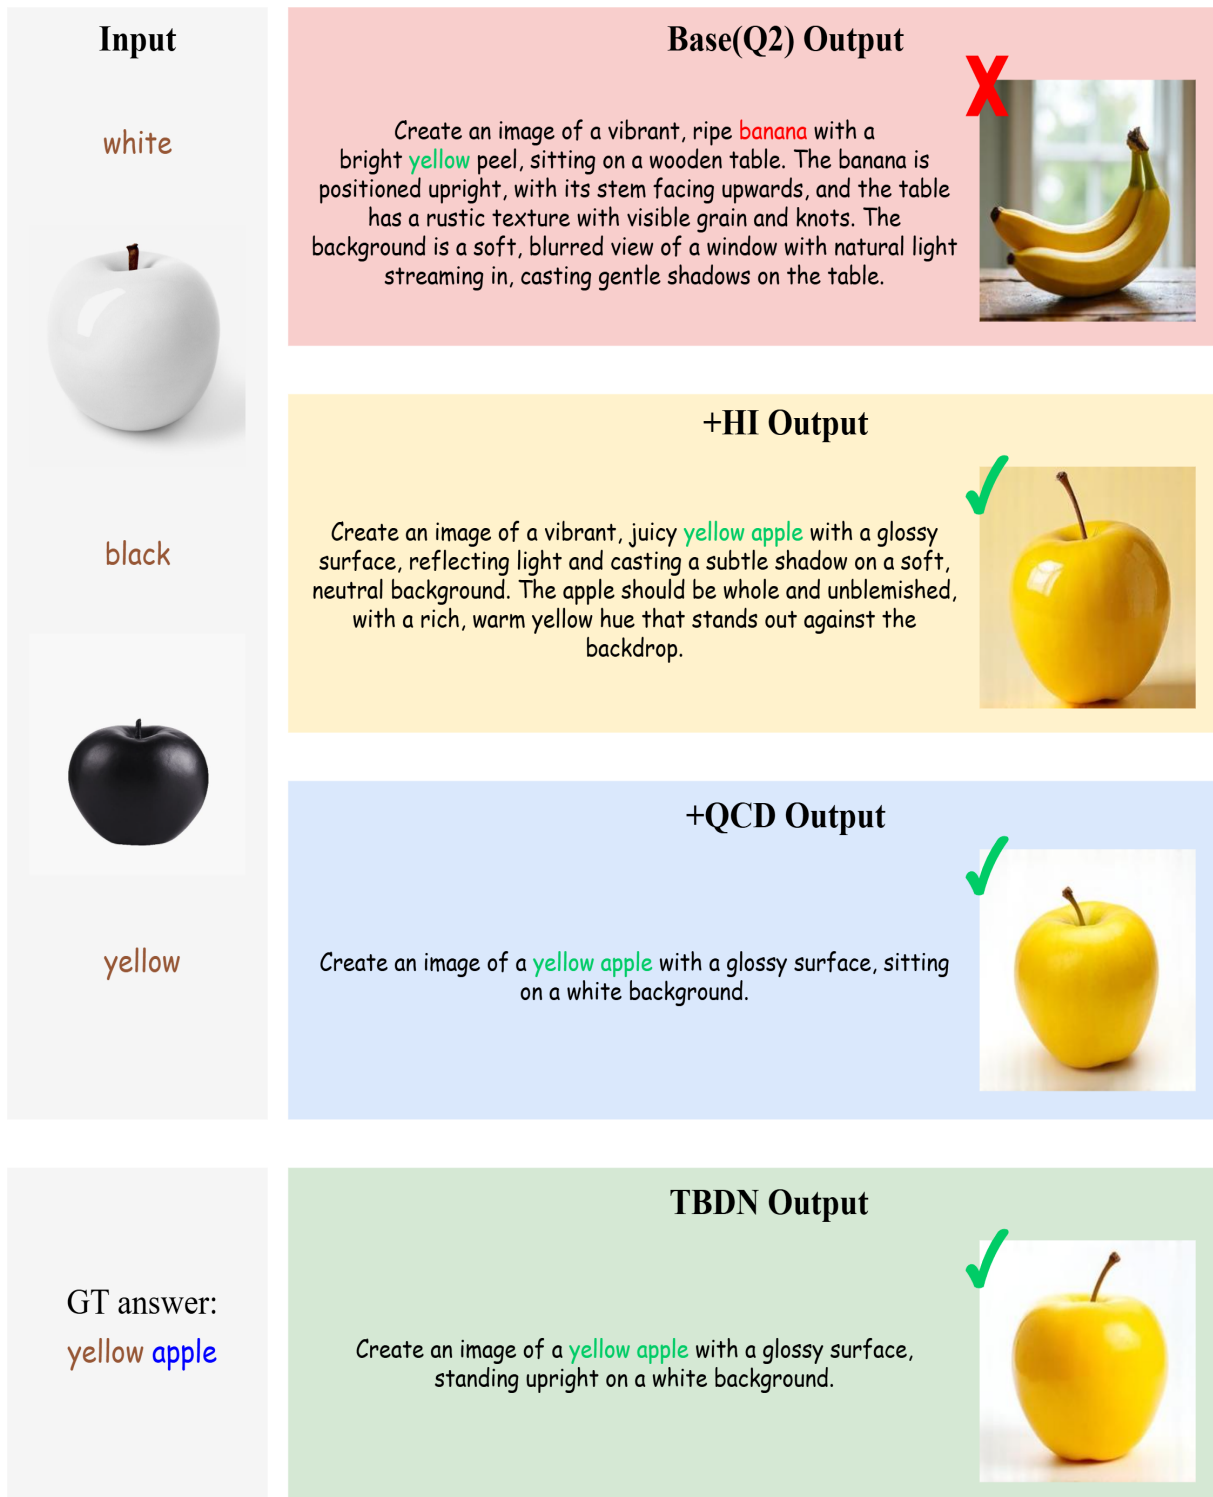 Input
white
black
yellow
GT answer:
yellow apple
Base(Q2) Output
Create an image of a vibrant, ripe banana with a
bright yellow peel, sitting on a wooden table. The banana is
positioned upright, with its stem facing upwards, and the table
has a rustic texture with visible grain and knots. The
background is a soft, blurred view of a window with natural light
streaming in, casting gentle shadows on the table.
+HI Output
Create an image of a vibrant, juicy yellow apple with a glossy
surface, reflecting light and casting a subtle shadow on a soft,
neutral background. The apple should be whole and unblemished,
with a rich, warm yellow hue that stands out against the
backdrop.
+QCD Output
Create an image of a yellow apple with a glossy surface, sitting
on a white background.
TBDN Output
Create an image of a yellow apple with a glossy surface,
standing upright on a white background.